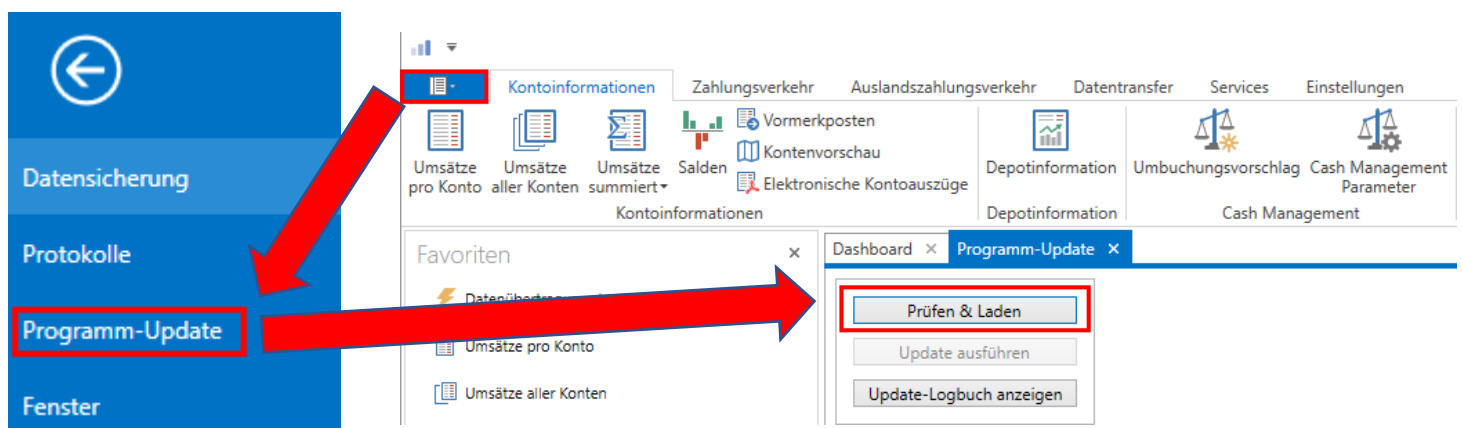 Datensicherung
Protokolle
Programm-Update
Fenster
Kontoinformationen Zahlungsverkehr Auslandszahlungsverkehr Datentransfer Services Einstellungen
Umsätze pro Konto
Umsätze aller Konten
Umsätze summiert
Salden
Vormerkposten
Kontenvorschau
Elektronische Kontoauszüge
Kontoinformationen
Depotinformation
Depotinformation
Umbuchungsvorschlag
Cash Management Parameter
Cash Management
Favoriten
Umsätze pro Konto
Umsätze aller Konten
Dashboard Programm-Update
Prüfen & Laden
Update ausführen
Update-Logbuch anzeigen